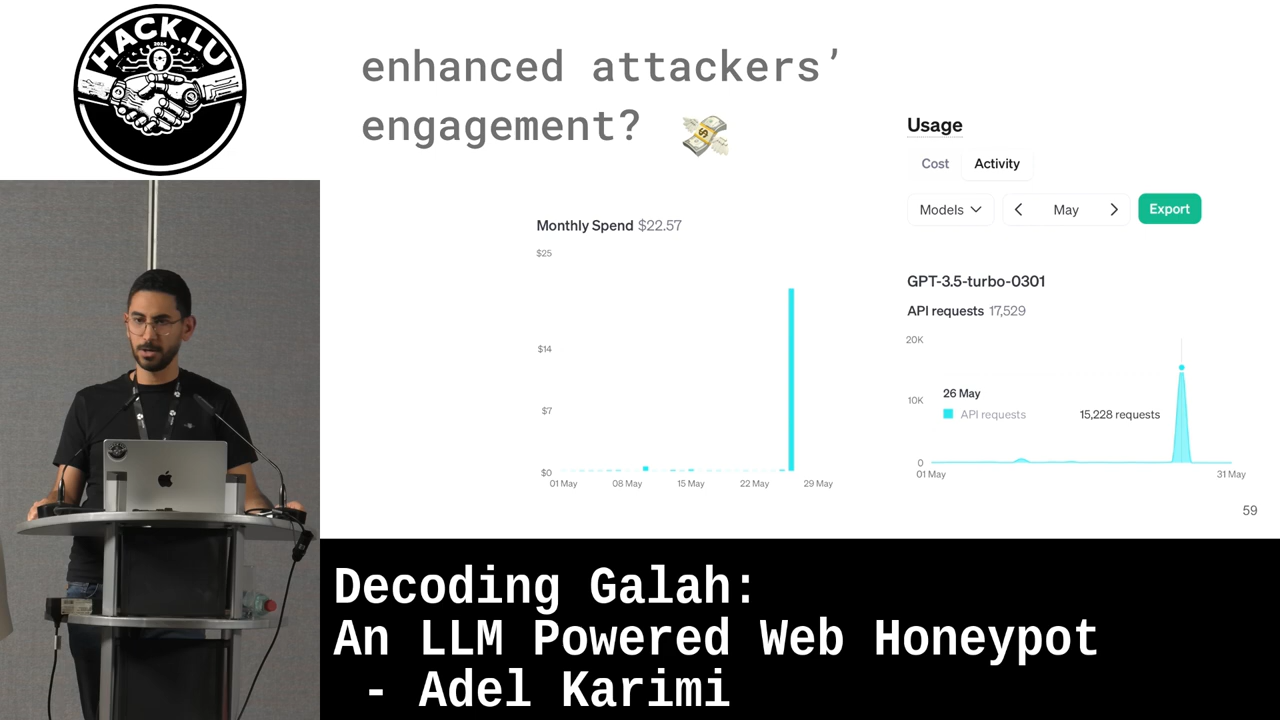 HACK.LU
2024
enhanced attackers’
engagement?
Usage
Cost Activity
Models May Export
Monthly Spend $22.57
$25
$14
$7
$0
01 May 08 May 15 May 22 May 29 May
GPT-3.5-turbo-0301
API requests 17,529
20K
10K
0
26 May
API requests 15,228 requests
01 May 31 May
59
Decoding Galah:
An LLM Powered Web Honeypot
- Adel Karimi